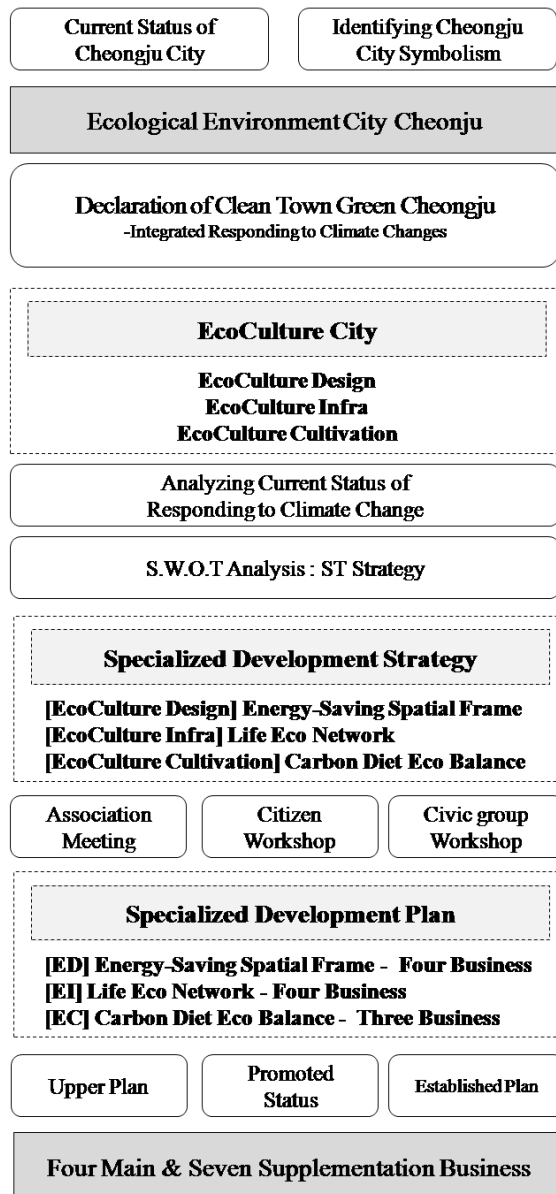 Current Status of
Cheongju City
Identifying Cheongju
City Symbolism
Ecological Environment City Cheonju
Declaration of Clean Town Green Cheongju
-Integrated Responding to Climate Changes
EcoCulture City
EcoCulture Design
EcoCulture Infra
EcoCulture Cultivation
Analyzing Current Status of
Responding to Climate Change
S.W.O.T Analysis : ST Strategy
Specialized Development Strategy
[EcoCulture Design] Energy-Saving Spatial Frame
[EcoCulture Infra] Life Eco Network
[EcoCulture Cultivation] Carbon Diet Eco Balance
Association
Meeting
Citizen
Workshop
Civic group
Workshop
Specialized Development Plan
[ED] Energy-Saving Spatial Frame - Four Business
[EI] Life Eco Network - Four Business
[EC] Carbon Diet Eco Balance - Three Business
Upper Plan
Promoted
Status
Established Plan
Four Main & Seven Supplementation Business